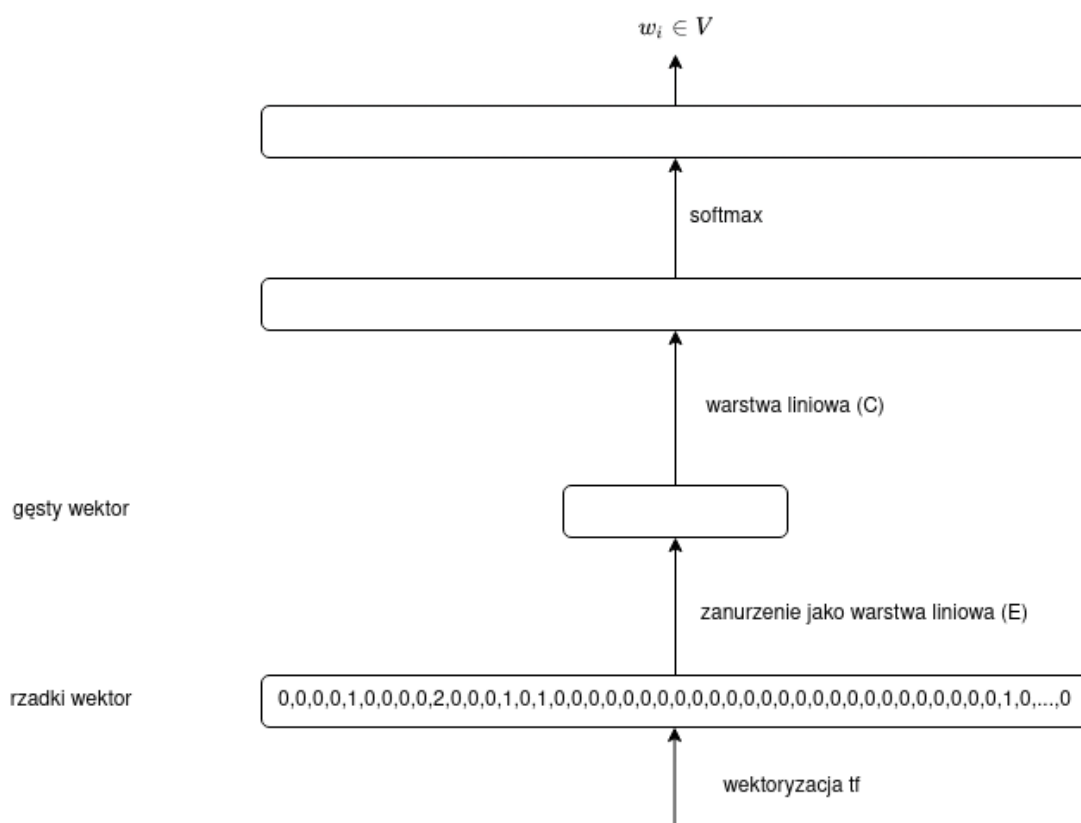 w_i ∈ V
softmax
warstwa liniowa (C)
gęsty wektor
zanurzenie jako warstwa liniowa (E)
rzadki wektor
0,0,0,0,1,0,0,0,0,2,0,0,0,1,0,1,0,0,0,0,0,0,0,0,0,0,0,0,0,0,0,0,0,0,0,0,0,0,0,0,0,0,1,0,...,0
wektoryzacja tf